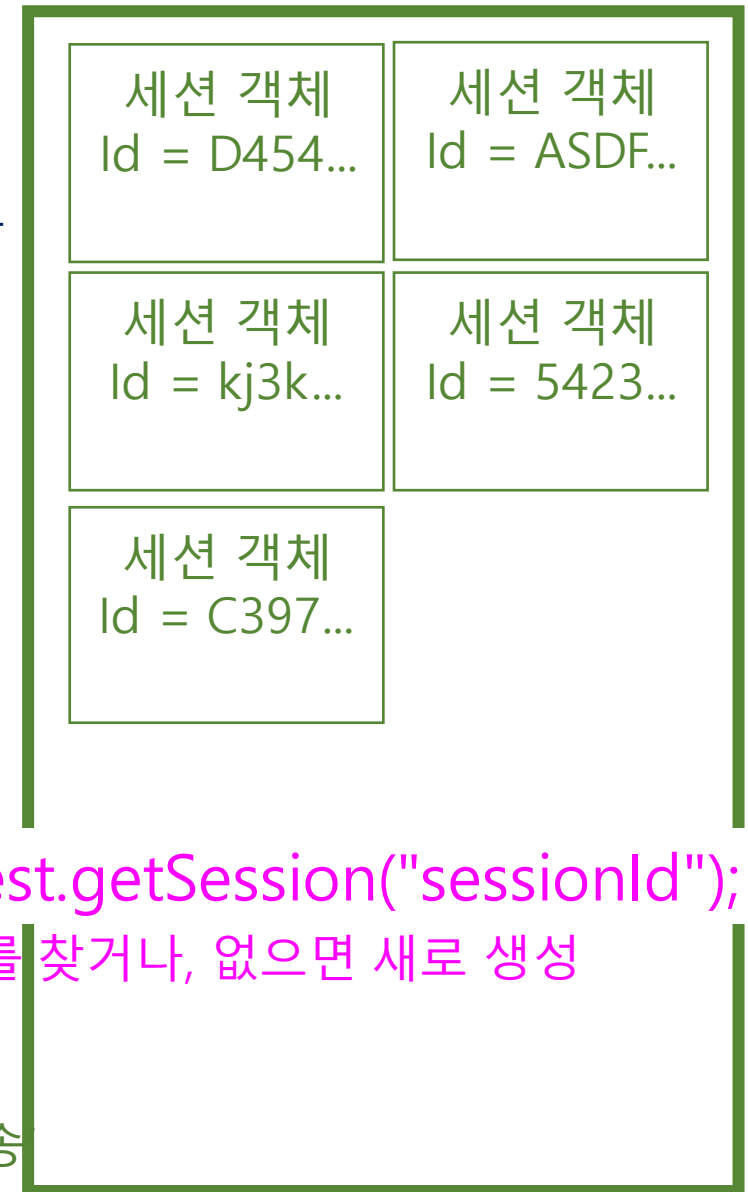 세션 객체
Id = D454...
세션 객체
Id = ASDF...
세션 객체
Id = kj3k...
세션 객체
Id = 5423...
세션 객체
Id = C397...
est.getSession("sessionId");
를 찾거나, 없으면 새로 생성
송